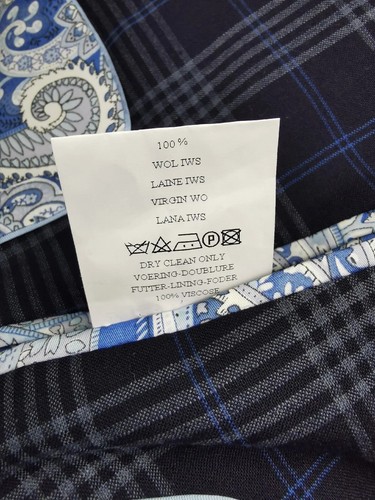 100 %
WOL IWS
LAINE IWS
VIRGIN WO
LANA IWS
P
DRY CLEAN ONLY
VOERING-DOUBLURE
FUTTER-LINING-FODER
100% VISCOSE